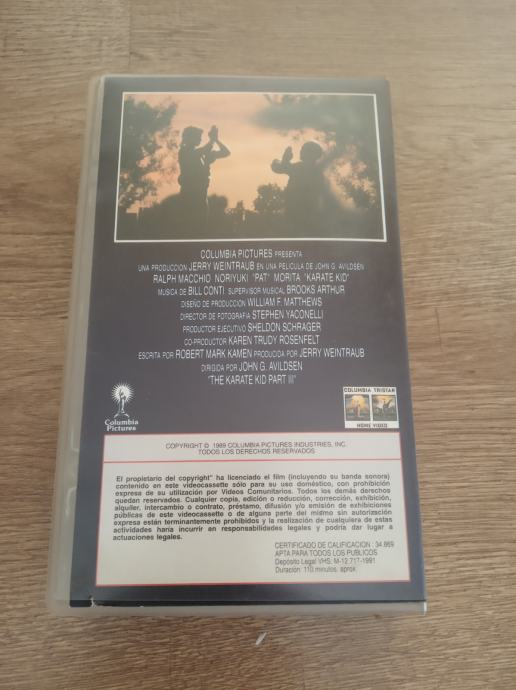 COLUMBIA PICTURES PRESENTA
UNA PRODUCCION JERRY WEINTRAUB EN UNA PELICULA DE JOHN G. AVILDSEN
RALPH MACCHIO NORIYUKI "PAT" MORITA "KARATE KID"
MUSICA DE BILL CONTI SUPERVISOR MUSICAL BROOKS ARTHUR
DISEÑO DE PRODUCCION WILLIAM F. MATTHEWS
DIRECTOR DE FOTOGRAFIA STEPHEN YACONELLI
PRODUCTOR EJECUTIVO SHELDON SCHRAGER
CO-PRODUCTOR KAREN TRUDY ROSENFELT
ESCRITA POR ROBERT MARK KAMEN PRODUCIDA POR JERRY WEINTRAUB
DIRIGIDA POR JOHN G. AVILDSEN
"THE KARATE KID PART III"
Columbia
Pictures
COLUMBIA TRISTAR
HOME VIDEO
COPYRIGHT © 1989 COLUMBIA PICTURES INDUSTRIES, INC.
TODOS LOS DERECHOS RESERVADOS
El propietario del copyright" ha licenciado el film (incluyendo su banda sonora)
contenido en este videocassette sólo para su uso doméstico, con prohibición
expresa de su utilización por Vídeos Comunitarios. Todos los demás derechos
quedan reservados. Cualquier copia, edición o reducción, corrección, exhibición,
alquiler, intercambio o contrato, préstamo, difusión y/o emisión de exhibiciones
públicas de este videocassette o de alguna parte del midmo sin autorización
expresa están terminantemente prohibidos y la realización de cualquiera de estas
actividades haría incurrir en responsabilidades legales y podría dar lugar a
actuaciones legales.
CERTIFICADO DE CALIFICACION : 34.869
APTA PARA TODOS LOS PUBLICOS
Depósito Legal VHS: M-12.717-1991
Duración: 110 minutos. aprox.